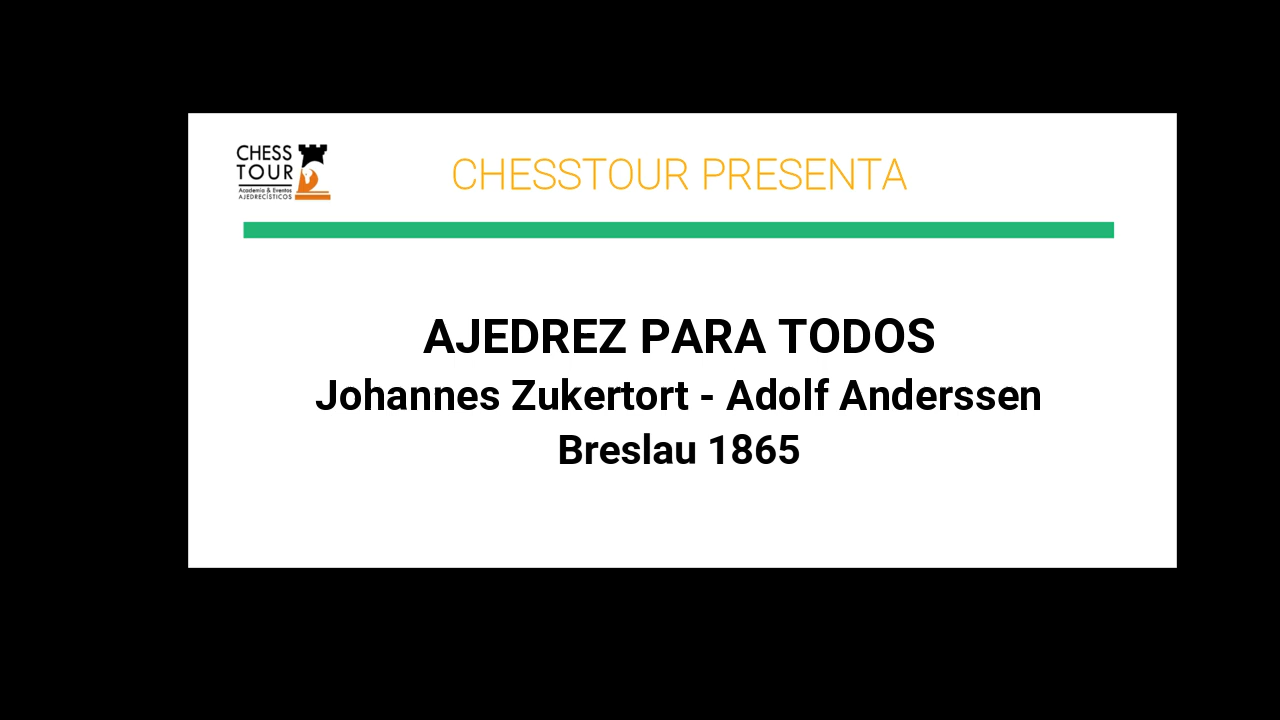 CHESS
TOUR
Academia & Eventos
AJEDRECÍSTICOS
CHESSTOUR PRESENTA
AJEDREZ PARA TODOS
Johannes Zukertort - Adolf Anderssen
Breslau 1865